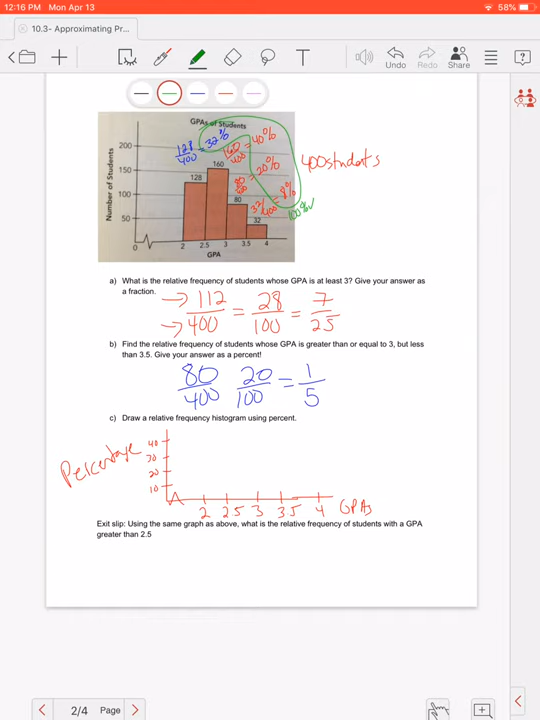 12:16 PM Mon Apr 13
58%
10.3- Approximating Pr...
Undo
Redo
Share
GPAs of Students
Number of Students
200
150
100
50
0
128
160
80
32
2 2.5 3 3.5 4
GPA
128/400 = 32%
160/400 = 40%
80/400 = 20%
32/400 = 8%
100%
400 students
a) What is the relative frequency of students whose GPA is at least 3? Give your answer as
a fraction.
→ 112/→ 400 = 28/100 = 7/25
b) Find the relative frequency of students whose GPA is greater than or equal to 3, but less
than 3.5. Give your answer as a percent!
80/400 20/100 = 1/5
c) Draw a relative frequency histogram using percent.
Percentage
40
30
20
10
2 2.5 3 3.5 4 GPAs
Exit slip: Using the same graph as above, what is the relative frequency of students with a GPA
greater than 2.5
2/4 Page